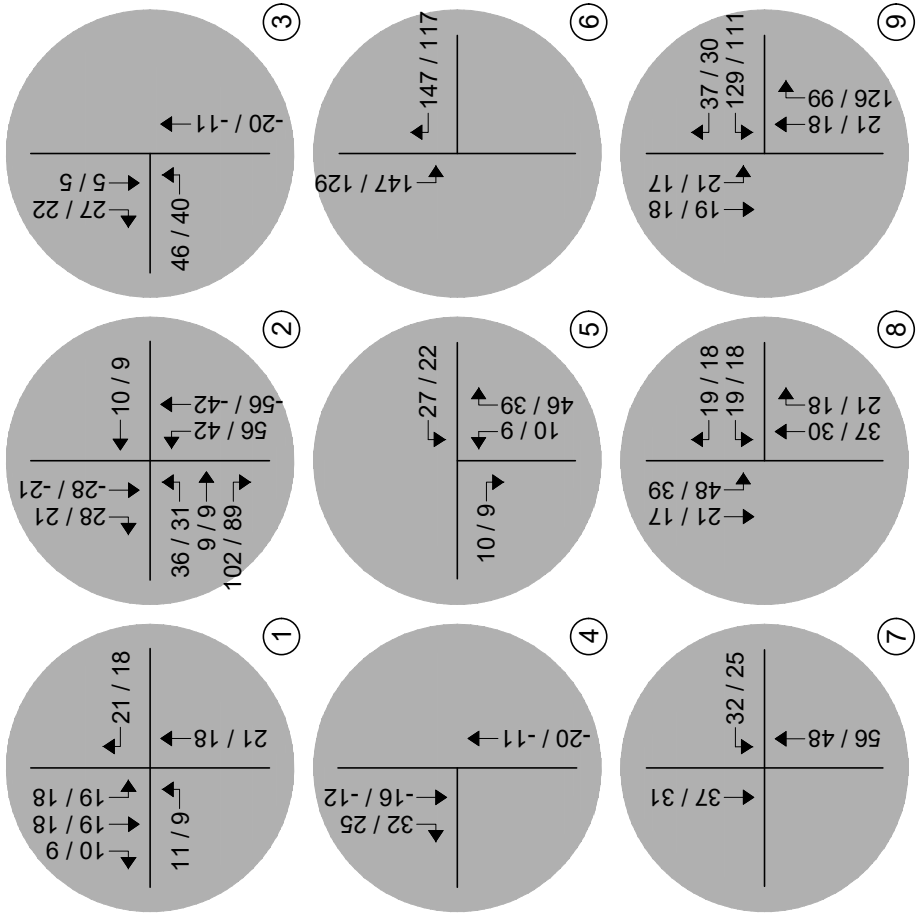 10 / 9
19 / 18
19 / 18
21 / 18
11 / 9
21 / 18
1
28 / 21
-28 / -21
10 / 9
36 / 31
9 / 9
102 / 89
56 / 42
-56 / -42
2
27 / 22
5 / 5
46 / 40
-20 / -11
3
32 / 25
-16 / -12
-20 / -11
4
27 / 22
10 / 9
10 / 9
46 / 39
5
147 / 129
147 / 117
6
37 / 31
32 / 25
56 / 48
7
21 / 17
48 / 39
19 / 18
19 / 18
37 / 30
21 / 18
8
19 / 18
21 / 17
37 / 30
129 / 111
21 / 18
126 / 99
9